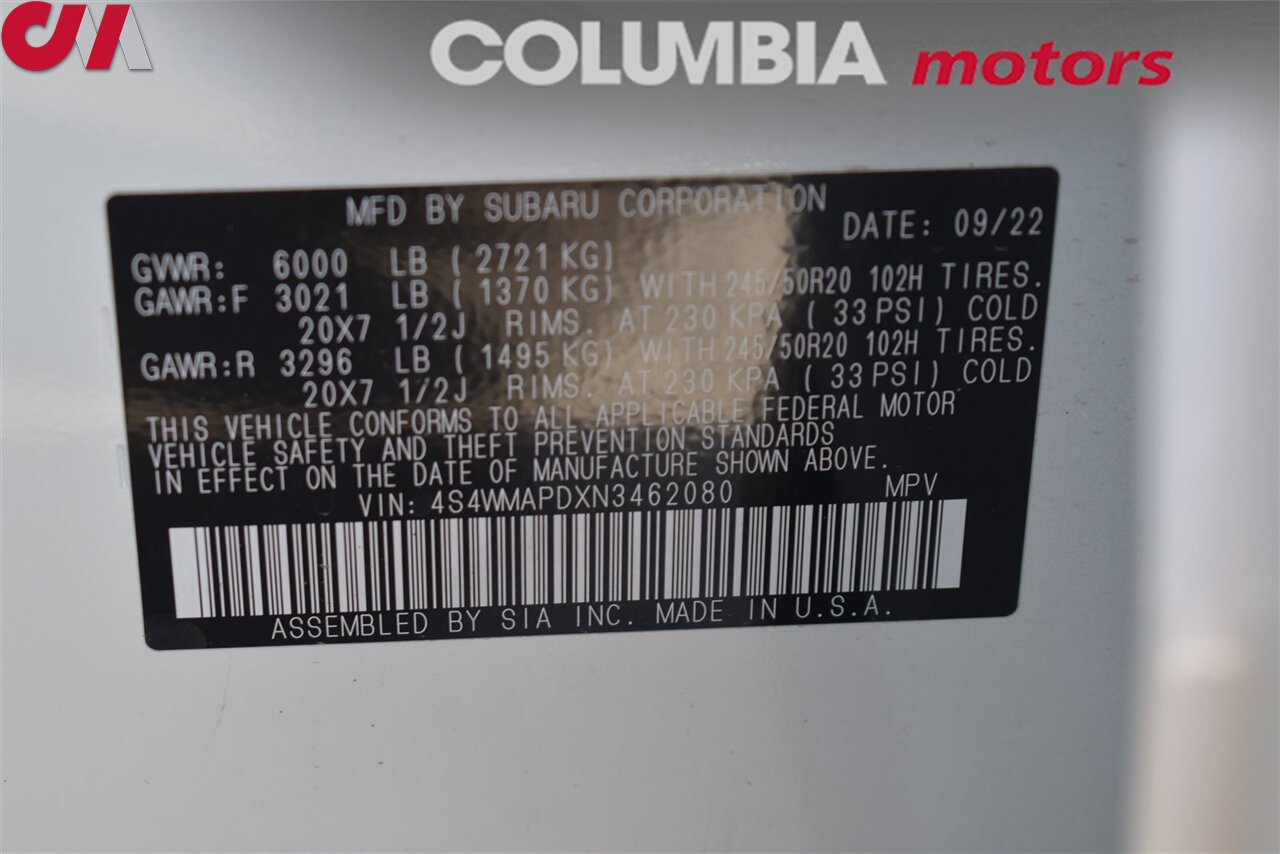 CM
COLUMBIA motors
MFD BY SUBARU CORPORATION
DATE: 09/22
GVWR: 6000 LB ( 2721 KG)
GAWR:F 3021 LB ( 1370 KG) WITH 245/50R20 102H TIRES.
20X7 1/2J RIMS. AT 230 KPA ( 33 PSI) COLD
GAWR:R 3296 LB ( 1495 KG) WITH 245/50R20 102H TIRES.
20X7 1/2J RIMS. AT 230 KPA ( 33 PSI) COLD
THIS VEHICLE CONFORMS TO ALL APPLICABLE FEDERAL MOTOR
VEHICLE SAFETY AND THEFT PREVENTION STANDARDS
IN EFFECT ON THE DATE OF MANUFACTURE SHOWN ABOVE.
VIN: 4S4WMAPDXN3462080 MPV
ASSEMBLED BY SIA INC. MADE IN U.S.A.